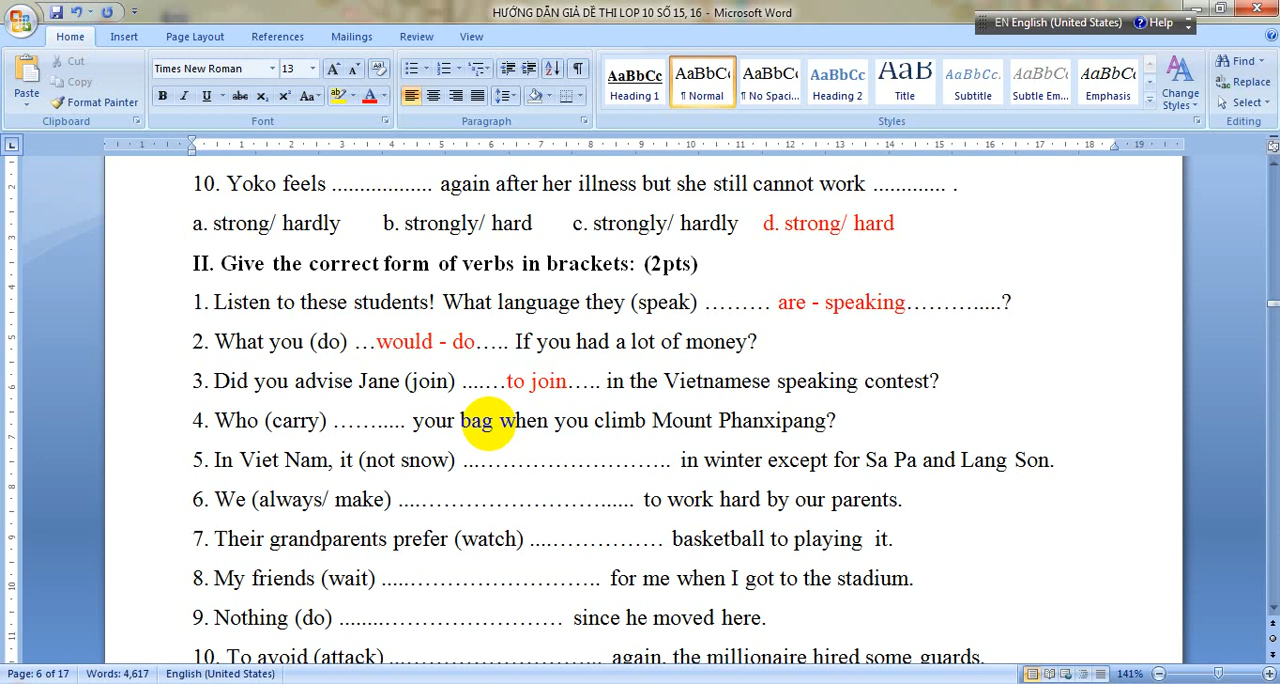 HƯỚNG DẪN GIẢ DỀ THI LOP 10 SỐ 15, 16 - Microsoft Word
EN English (United States) Help
Home Insert Page Layout References Mailings Review View
Paste Cut Copy Format Painter
Times New Roman 13
AaBbCc AaBbCc AaBbCc AaBbCc AaB AaBbCc AaBbCc AaBbCc
Heading 1 ¶ Normal ¶ No Spaci... Heading 2 Title Subtitle Subtle Em... Emphasis
Change Styles
Find Replace Select
Clipboard Font Paragraph Styles Editing
10. Yoko feels .................. again after her illness but she still cannot work ............. .
a. strong/ hardly b. strongly/ hard c. strongly/ hardly d. strong/ hard
II. Give the correct form of verbs in brackets: (2pts)
1. Listen to these students! What language they (speak) ……… are - speaking……….....?
2. What you (do) …would - do….. If you had a lot of money?
3. Did you advise Jane (join) ....…to join….. in the Vietnamese speaking contest?
4. Who (carry) ……..... your bag when you climb Mount Phanxipang?
5. In Viet Nam, it (not snow) ...…………………….. in winter except for Sa Pa and Lang Son.
6. We (always/ make) ....…………………...... to work hard by our parents.
7. Their grandparents prefer (watch) ....………… basketball to playing it.
8. My friends (wait) .....…………………….. for me when I got to the stadium.
9. Nothing (do) ........………………… since he moved here.
10. To avoid (attack) ....…………………... again, the millionaire hired some guards.
Page: 6 of 17 Words: 4,617 English (United States) 141%